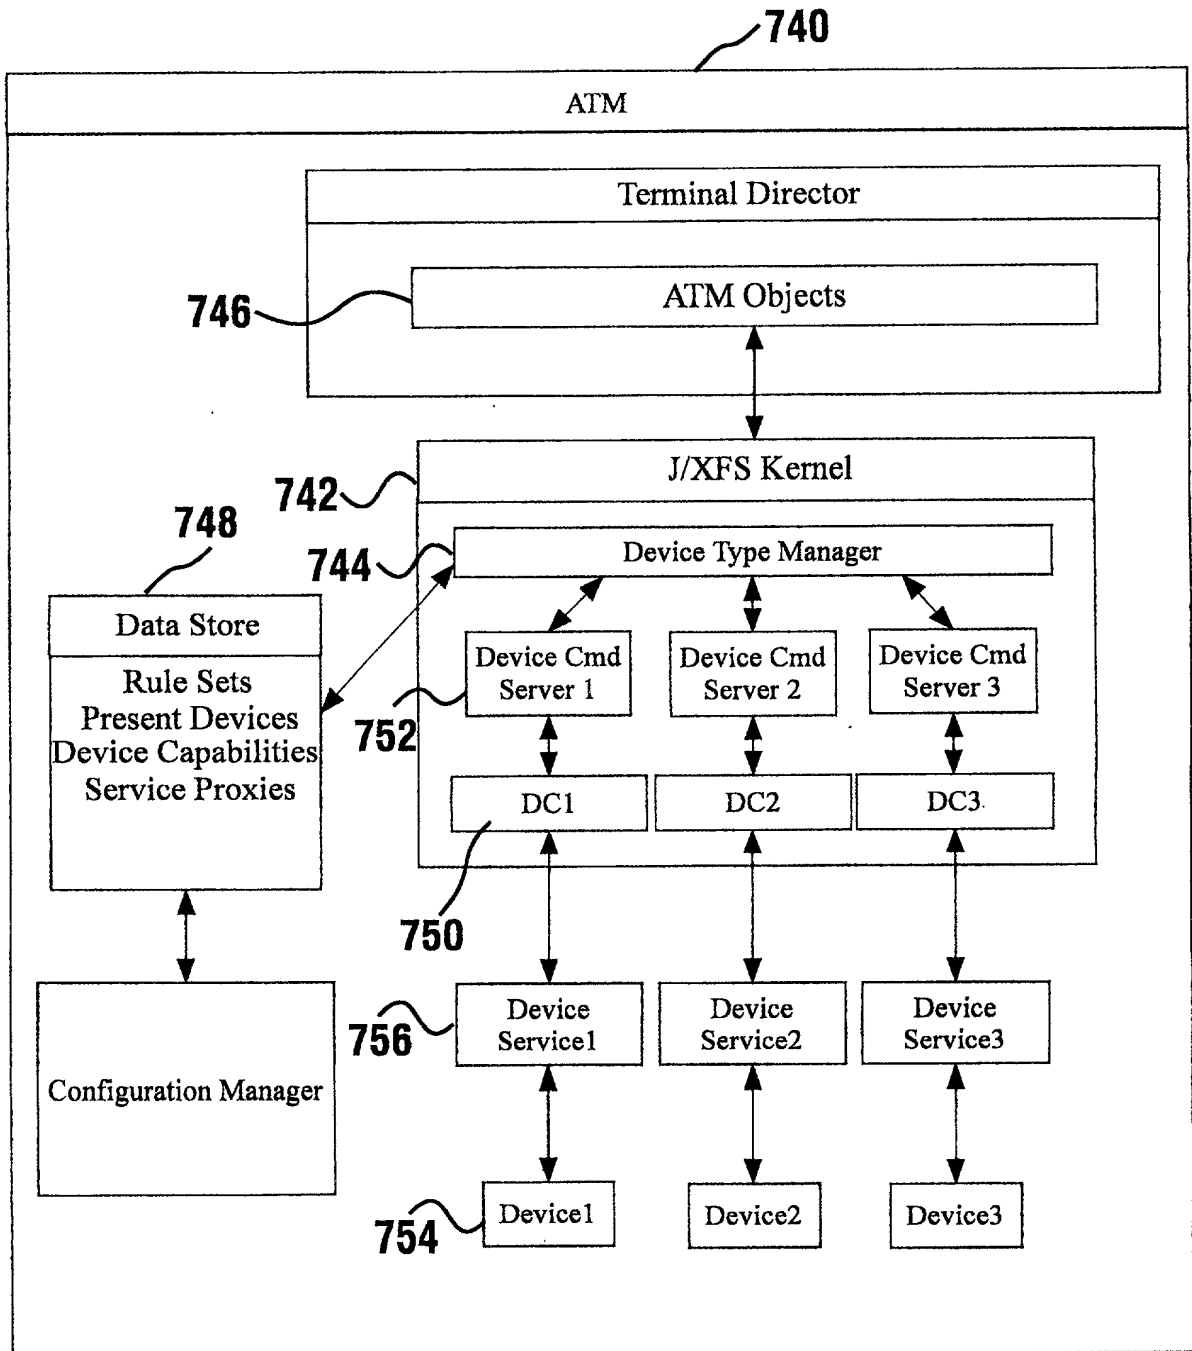 740
ATM
Terminal Director
ATM Objects
746
J/XFS Kernel
742
748
Device Type Manager
744
Data Store
Rule Sets
Present Devices
Device Capabilities
Service Proxies
Device Cmd
Server 1
Device Cmd
Server 2
Device Cmd
Server 3
752
DC1
DC2
DC3
750
Configuration Manager
Device
Service1
Device
Service2
Device
Service3
756
Device1
Device2
Device3
754